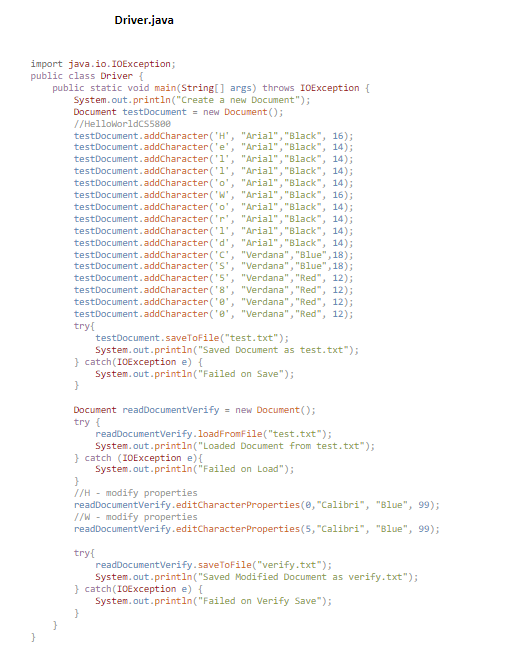 Driver.java
import java.io.IOException;
public class Driver {
    public static void main(String[] args) throws IOException {
        System.out.println("Create a new Document");
        Document testDocument = new Document();
        //HelloWorldCS5800
        testDocument.addCharacter('H', "Arial","Black", 16);
        testDocument.addCharacter('e', "Arial","Black", 14);
        testDocument.addCharacter('l', "Arial","Black", 14);
        testDocument.addCharacter('l', "Arial","Black", 14);
        testDocument.addCharacter('o', "Arial","Black", 14);
        testDocument.addCharacter('W', "Arial","Black", 16);
        testDocument.addCharacter('o', "Arial","Black", 14);
        testDocument.addCharacter('r', "Arial","Black", 14);
        testDocument.addCharacter('l', "Arial","Black", 14);
        testDocument.addCharacter('d', "Arial","Black", 14);
        testDocument.addCharacter('C', "Verdana","Blue",18);
        testDocument.addCharacter('S', "Verdana","Blue",18);
        testDocument.addCharacter('5', "Verdana","Red", 12);
        testDocument.addCharacter('8', "Verdana","Red", 12);
        testDocument.addCharacter('0', "Verdana","Red", 12);
        testDocument.addCharacter('0', "Verdana","Red", 12);
        try{
            testDocument.saveToFile("test.txt");
            System.out.println("Saved Document as test.txt");
        } catch(IOException e) {
            System.out.println("Failed on Save");
        }
        Document readDocumentVerify = new Document();
        try {
            readDocumentVerify.loadFromFile("test.txt");
            System.out.println("Loaded Document from test.txt");
        } catch (IOException e){
            System.out.println("Failed on Load");
        }
        //H - modify properties
        readDocumentVerify.editCharacterProperties(0,"Calibri", "Blue", 99);
        //W - modify properties
        readDocumentVerify.editCharacterProperties(5,"Calibri", "Blue", 99);
        try{
            readDocumentVerify.saveToFile("verify.txt");
            System.out.println("Saved Modified Document as verify.txt");
        } catch(IOException e) {
            System.out.println("Failed on Verify Save");
        }
    }
}